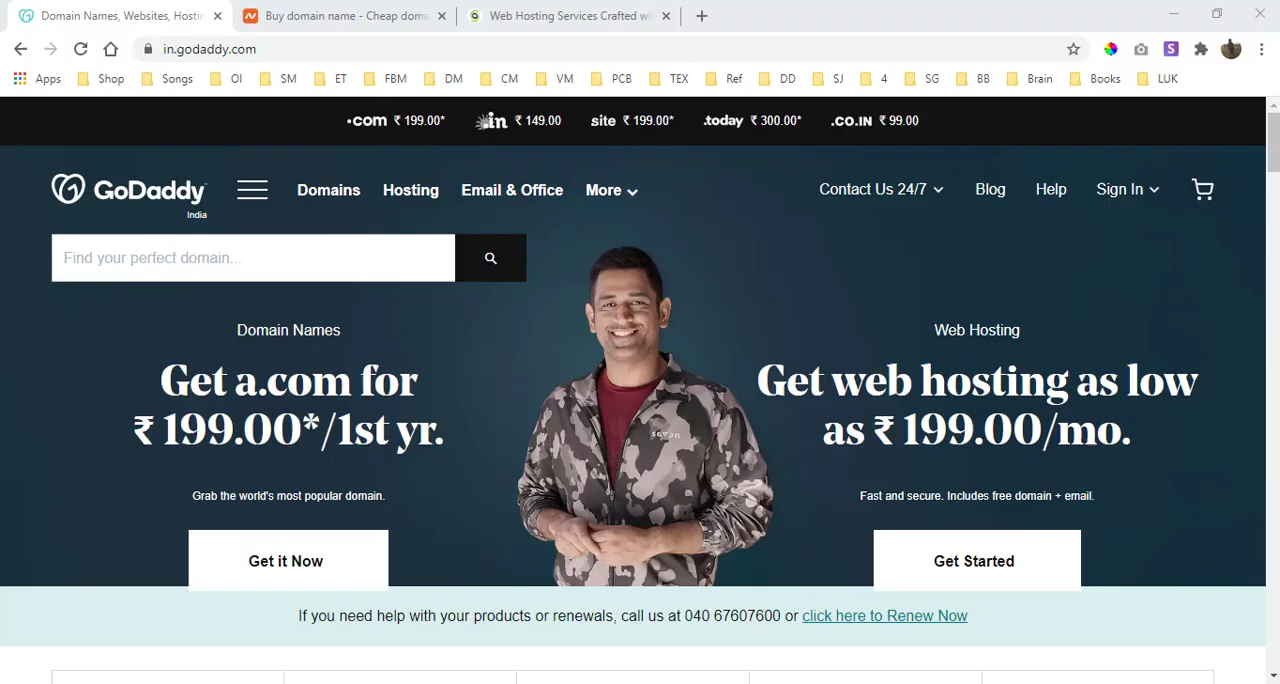 Domain Names, Websites, Hostin
Buy domain name - Cheap doma
Web Hosting Services Crafted wi
in.godaddy.com
Apps Shop Songs OI SM ET FBM DM CM VM PCB TEX Ref DD SJ 4 SG BB Brain Books LUK
.com ₹ 199.00* .in ₹ 149.00 site ₹ 199.00* .today ₹ 300.00* .CO.IN ₹ 99.00
GoDaddy
India
Domains Hosting Email & Office More
Contact Us 24/7 Blog Help Sign In
Find your perfect domain...
Domain Names
Get a.com for
₹ 199.00*/1st yr.
Grab the world's most popular domain.
Get it Now
seven
Web Hosting
Get web hosting as low
as ₹ 199.00/mo.
Fast and secure. Includes free domain + email.
Get Started
If you need help with your products or renewals, call us at 040 67607600 or click here to Renew Now